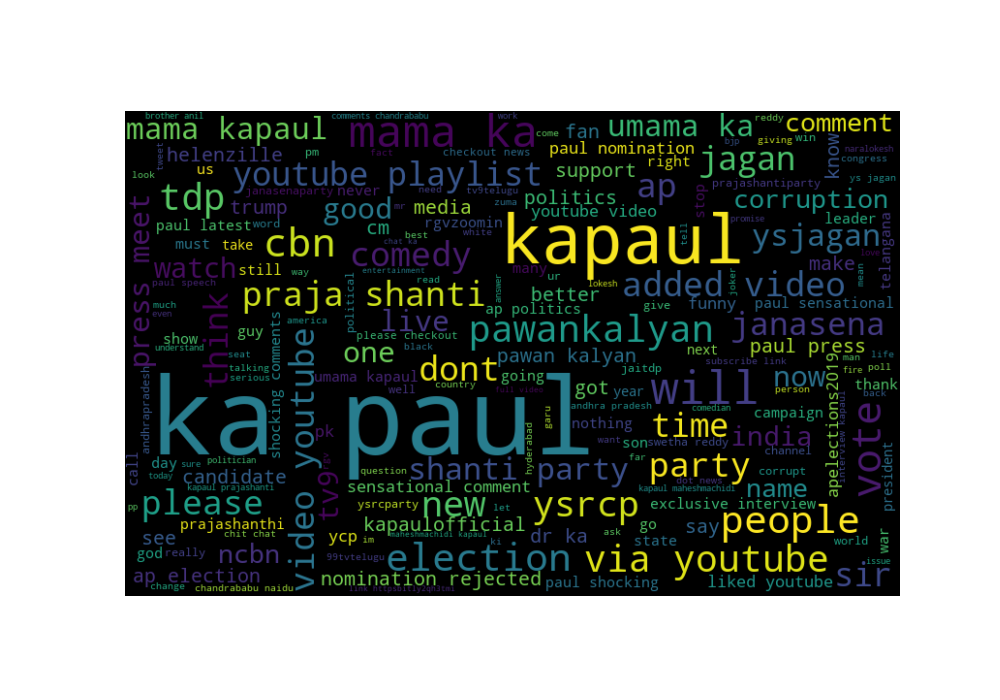 brother anil
comments chandrababu
work
mama kapaul
mama ka
come
fan
umama ka
reddy
comment
tweet
helenzille
pm
fact
checkout news
paul nomination
giving
win
bjp
naralokesh
know
congress
look
us
youtube playlist
support
right
jagan
ys jagan
tdp
janasenaparty
never
need
tv9telugu
ap
stop
prajashantiparty
trump
good
mr
media
zuma
politics
youtube video
corruption
paul latest
word
cm
rgvzoomin
kapaul
promise
leader
telangana
press meet
must
take
cbn
best
white
tell
ysjagan
comedy
chat ka
many
make
love
watch
still
way
entertainment
lokesh
added video
joker
mean
paul speech
read
answer
ur
better
give
funny
paul sensational
much
praja shanti
political
ap politics
even
think
america
live
pawankalyan
janasena
show
guy
please checkout
black
next
paul press
understand
one
pawan kalyan
subscribe link
man
life
seat
talking
serious
shocking comments
video youtube
dont
going
jaitdp
fire
poll
andhrapradesh
umama kapaul
country
full video
got
year
will
now
person
back
thank
ka paul
well
andhra pradesh
comedian
campaign
apelections2019
interview kapaul
vote
pk
garu
nothing
time
india
tv9
rgv
hyderabad
want
son
swetha reddy
channel
president
call
day
sure
politician
question
shanti party
far
party
corrupt
today
candidate
dot news
name
kapaul prajashanti
sensational comment
kapaul maheshmachidi
please
new
ysrcp
exclusive interview
pp
ysrcparty
let
people
prajashanthi
kapaulofficial
ask
go
say
see
chit chat
ycp
im
maheshmachidi kapaul
ki
dr ka
state
world
war
god
really
ncbn
99tvtelugu
election
via youtube
issue
ap election
nomination rejected
paul shocking
liked youtube
sir
change
chandrababu naidu